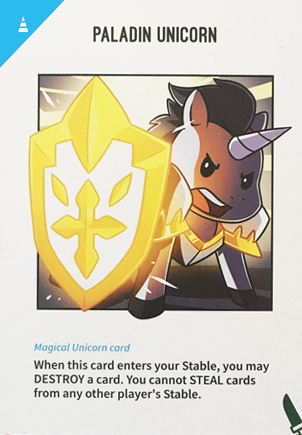 PALADIN UNICORN
Magical Unicorn card
When this card enters your Stable, you may
DESTROY a card. You cannot STEAL cards
from any other player's Stable.